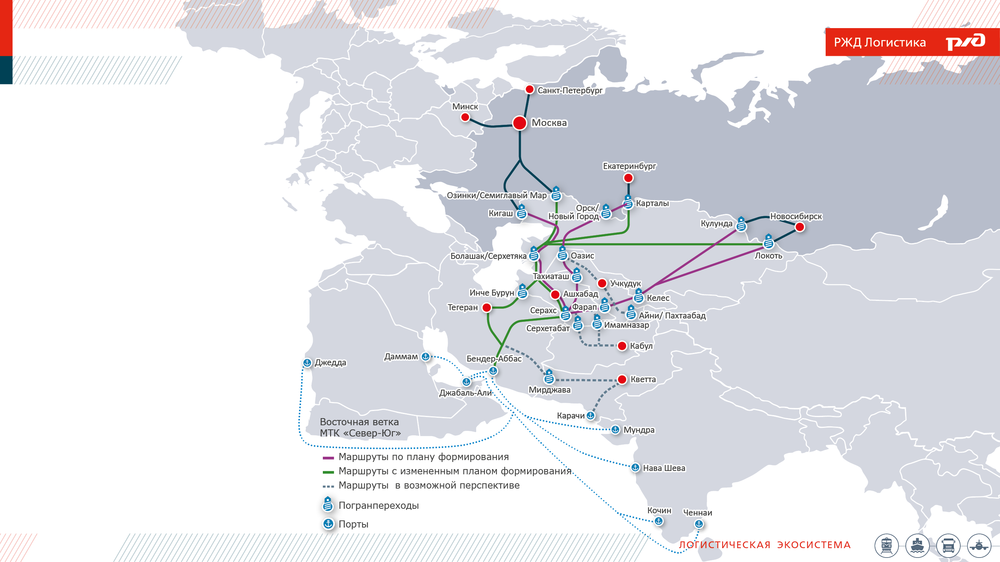 РЖД Логистика
Санкт-Петербург
Минск
Москва
Екатеринбург
Озинки/Семиглавый Мар
Карталы
Орск/
Новый Город
Кигаш
Новосибирск
Кулунда
Локоть
Болашак/Серхетяка
Оазис
Тахиаташ
Учкудук
Инче Бурун
Ашхабад
Келес
Тегеран
Фарап
Серахс
Айни/ Пахтаабад
Имамназар
Серхетабат
Кабул
Даммам
Бендер-Аббас
Джедда
Кветта
Мирджава
Джабаль-Али
Карачи
Мундра
Восточная ветка
МТК «Север-Юг»
Маршруты по плану формирования
Нава Шева
Маршруты с измененным планом формирования
Маршруты в возможной перспективе
Погранпереходы
Кочин
Ченнаи
Порты
ЛОГИСТИЧЕСКАЯ ЭКОСИСТЕМА